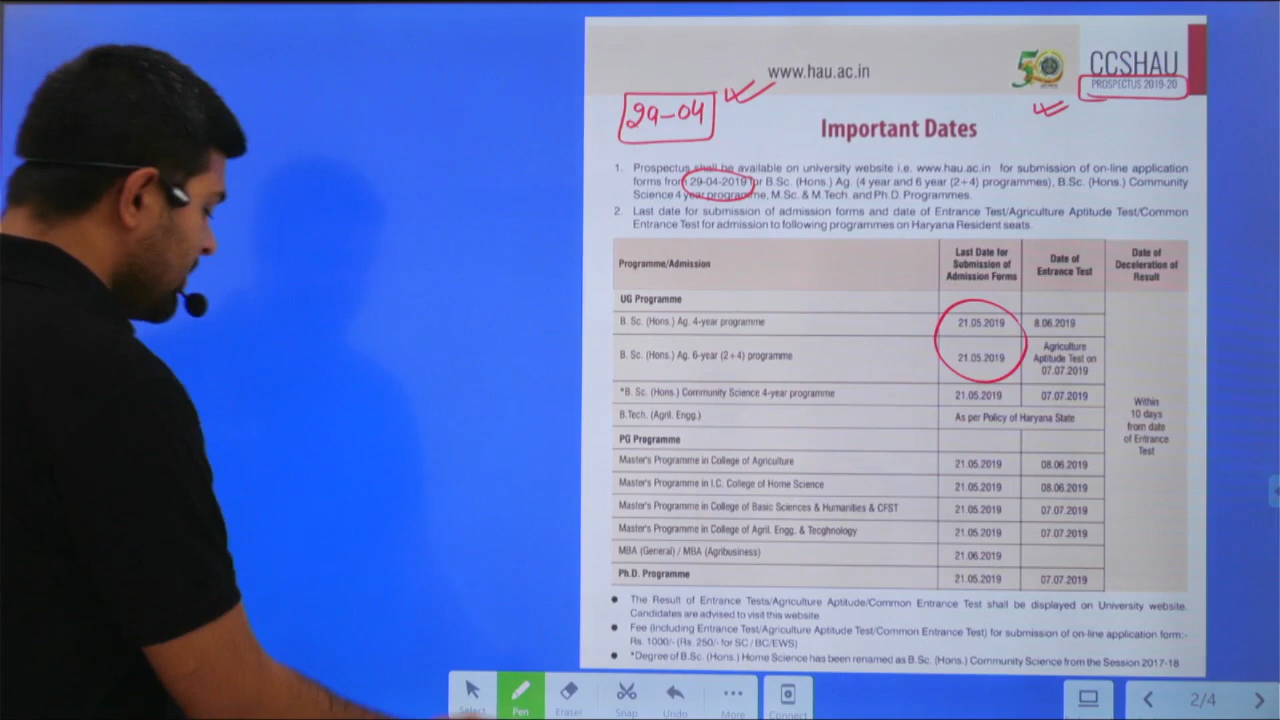 www.hau.ac.in
50
CCSHAU
PROSPECTUS 2019-20
29-04
Important Dates
1. Prospectus shall be available on university website i.e. www.hau.ac.in for submission of on-line application
forms from 29-04-2019 for B.Sc. (Hons.) Ag. (4 year and 6 year (2+4) programmes), B.Sc. (Hons.) Community
Science 4 year programme, M.Sc. & M.Tech. and Ph.D. Programmes.
2. Last date for submission of admission forms and date of Entrance Test/Agriculture Aptitude Test/Common
Entrance Test for admission to following programmes on Haryana Resident seats.
Programme/Admission
Last Date for
Submission of
Admission Forms
Date of
Entrance Test
Date of
Deceleration of
Result
UG Programme
B. Sc. (Hons.) Ag. 4-year programme 21.05.2019 8.06.2019
B. Sc. (Hons.) Ag. 6-year (2+4) programme 21.05.2019
Agriculture
Aptitude Test on
07.07.2019
*B. Sc. (Hons.) Community Science 4-year programme 21.05.2019 07.07.2019
B.Tech. (Agril. Engg.) As per Policy of Haryana State
Within
10 days
from date
of Entrance
Test
PG Programme
Master's Programme in College of Agriculture 21.05.2019 08.06.2019
Master's Programme in I.C. College of Home Science 21.05.2019 08.06.2019
Master's Programme in College of Basic Sciences & Humanities & CFST 21.05.2019 07.07.2019
Master's Programme in College of Agril. Engg. & Tecghnology 21.05.2019 07.07.2019
MBA (General) / MBA (Agribusiness) 21.06.2019
Ph.D. Programme 21.05.2019 07.07.2019
• The Result of Entrance Tests/Agriculture Aptitude/Common Entrance Test shall be displayed on University website.
Candidates are advised to visit this website.
• Fee (including Entrance Test/Agriculture Aptitude Test/Common Entrance Test) for submission of on-line application form:-
Rs. 1000/- (Rs. 250/- for SC/BC/EWS)
• *Degree of B.Sc. (Hons.) Home Science has been renamed as B.Sc. (Hons.) Community Science from the Session 2017-18
Select Pen Eraser Snap Undo More Connect 2/4